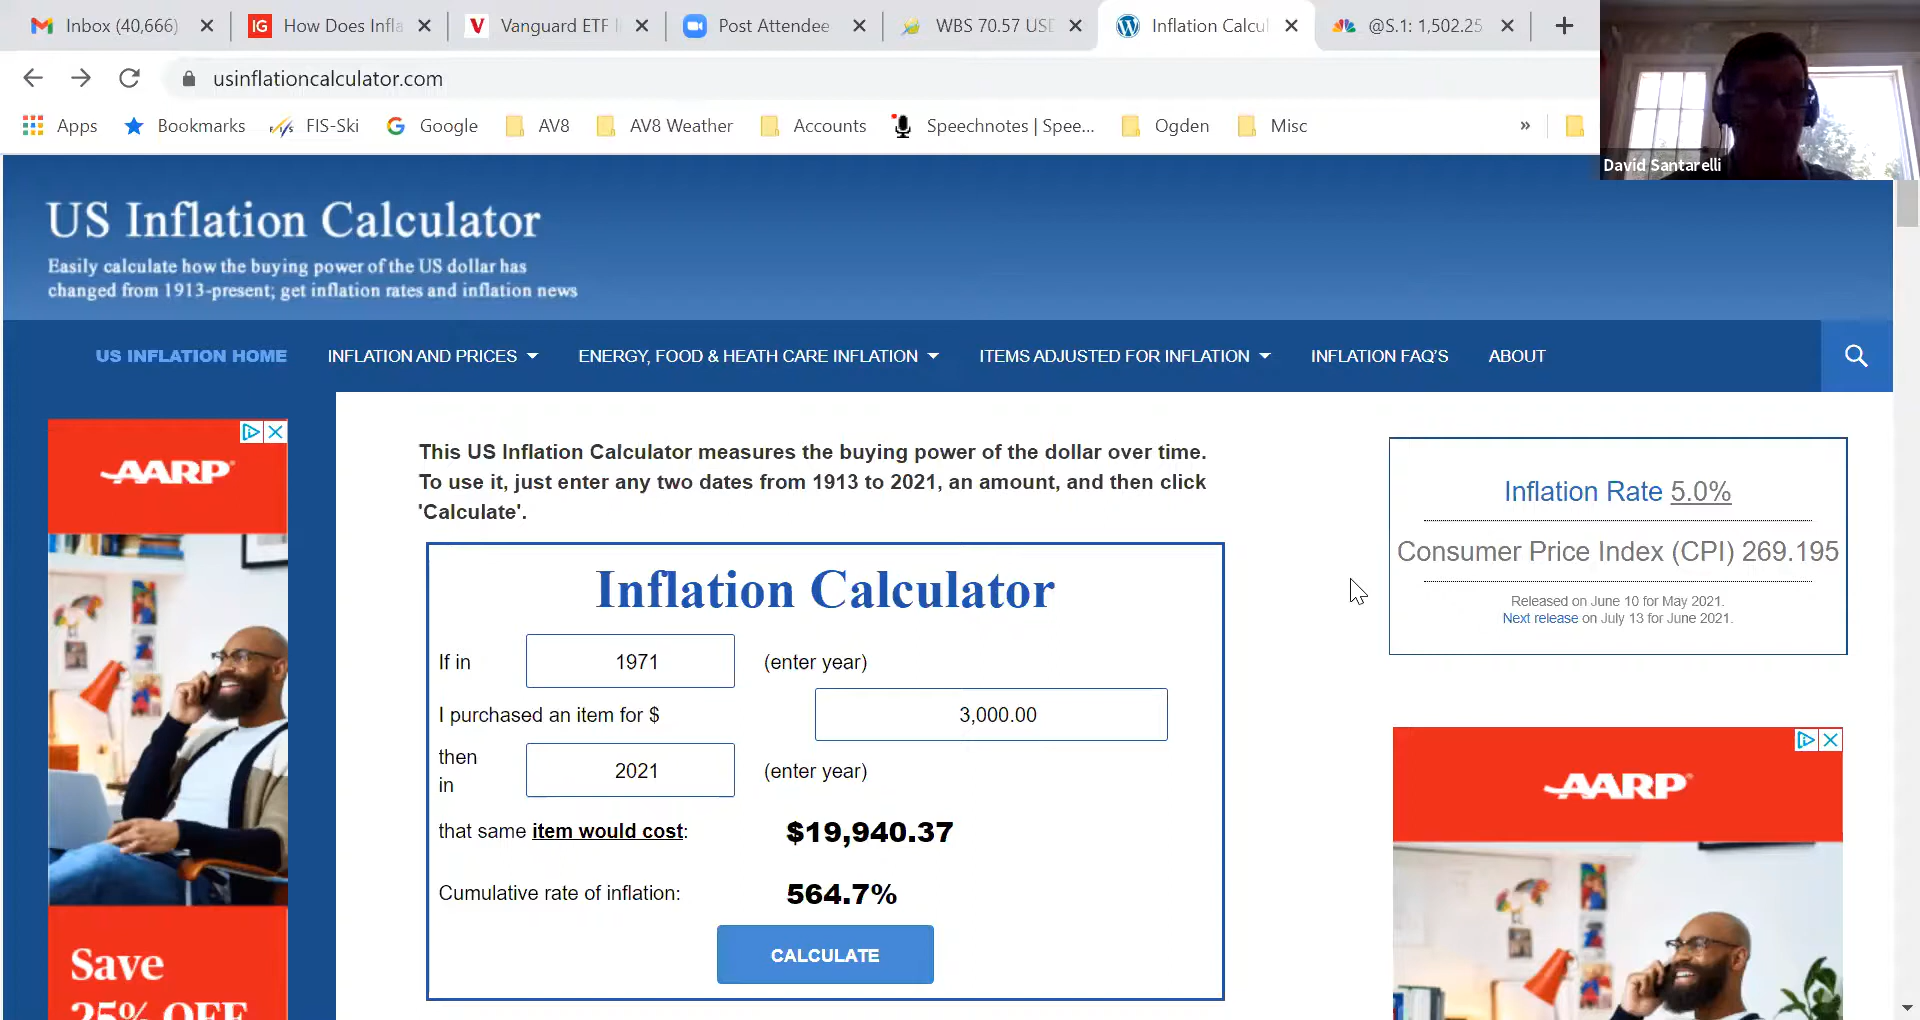 Inbox (40,666)
IG
How Does Infla
V
Vanguard ETF I
Post Attendee
WBS 70.57 USD
Inflation Calcu
@S.1: 1,502.25
usinflationcalculator.com
Apps
Bookmarks
FIS
FIS-Ski
Google
AV8
AV8 Weather
Accounts
Speechnotes | Spee...
Ogden
Misc
»
David Santarelli
US Inflation Calculator
Easily calculate how the buying power of the US dollar has
changed from 1913-present; get inflation rates and inflation news
US INFLATION HOME
INFLATION AND PRICES
ENERGY, FOOD & HEATH CARE INFLATION
ITEMS ADJUSTED FOR INFLATION
INFLATION FAQ'S
ABOUT
AARP®
Save
25% OFF
This US Inflation Calculator measures the buying power of the dollar over time.
To use it, just enter any two dates from 1913 to 2021, an amount, and then click
'Calculate'.
Inflation Calculator
If in
1971
(enter year)
I purchased an item for $
3,000.00
then
in
2021
(enter year)
that same item would cost:
$19,940.37
Cumulative rate of inflation:
564.7%
CALCULATE
Inflation Rate 5.0%
Consumer Price Index (CPI) 269.195
Released on June 10 for May 2021.
Next release on July 13 for June 2021.
AARP®